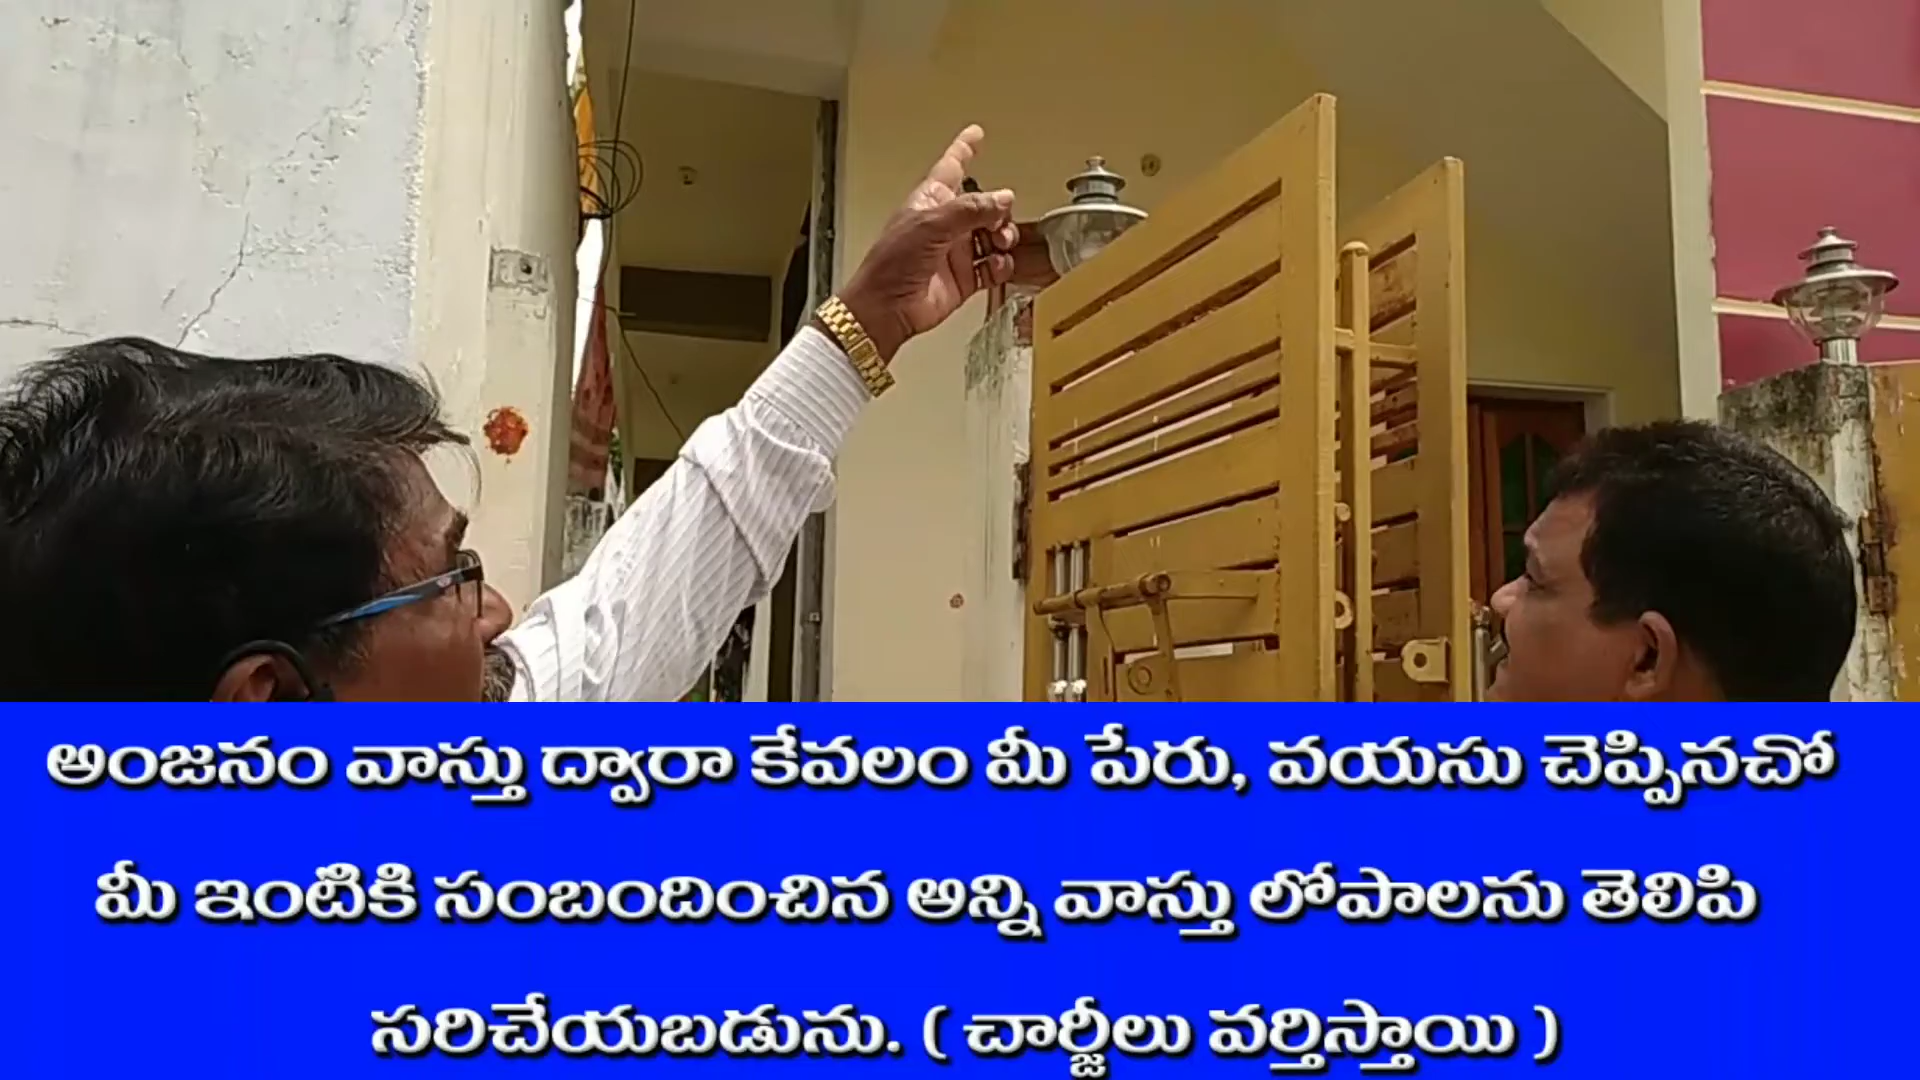 అంజనం వాస్తు ద్వారా కేవలం మీ పేరు, వయసు చెప్పినచో
మీ ఇంటికి సంబందించిన అన్ని వాస్తు లోపాలను తెలిపి
సరిచేయబడును. ( చార్జీలు వర్తిస్తాయి )